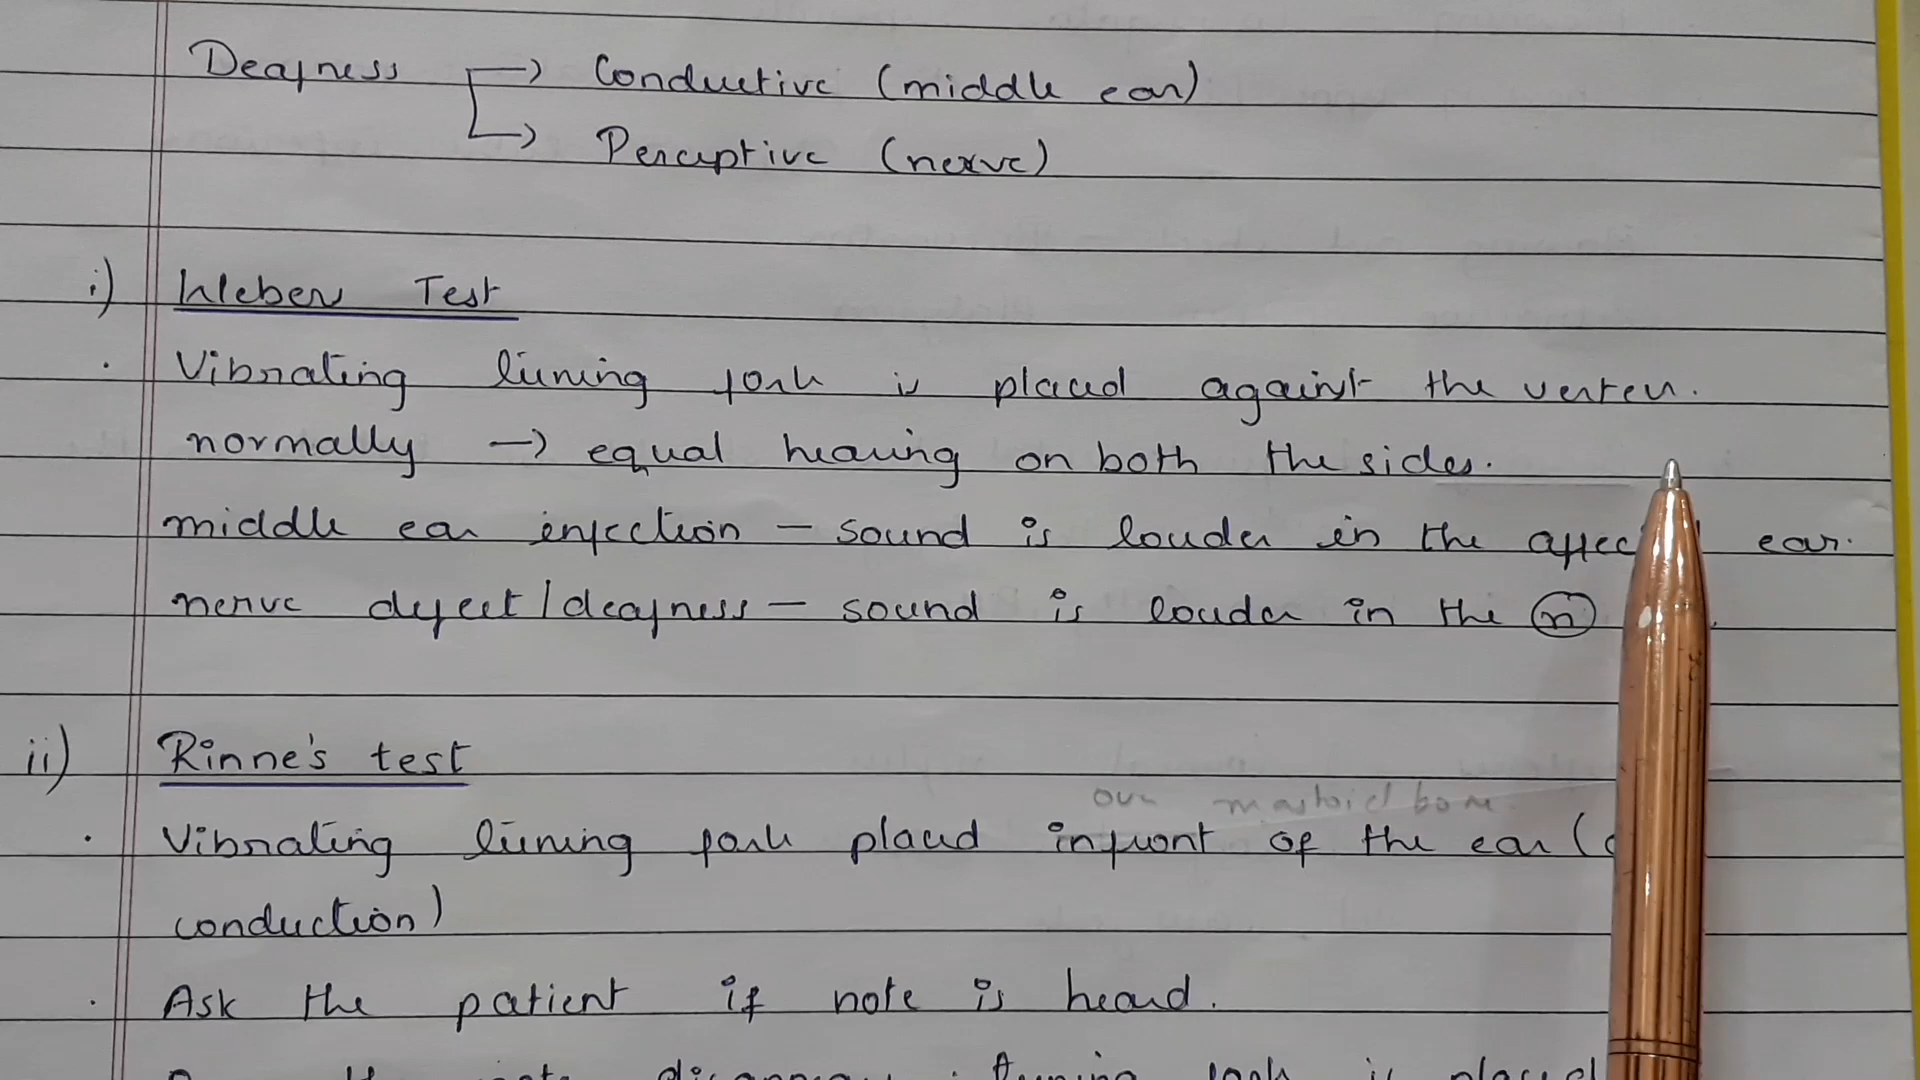 Deafness → Conductive (middle ear)
→ Perceptive (nerve)
i) Weber Test
. Vibrating tuning fork is placed against the vertex.
normally → equal hearing on both the sides.
middle ear infection – sound is louder in the affec ear.
nerve defect/deafness – sound is louder in the n
ii) Rinne's test
over mastoid bone
. Vibrating tuning fork placed infront of the ear (
conduction)
. Ask the patient if note is heard.